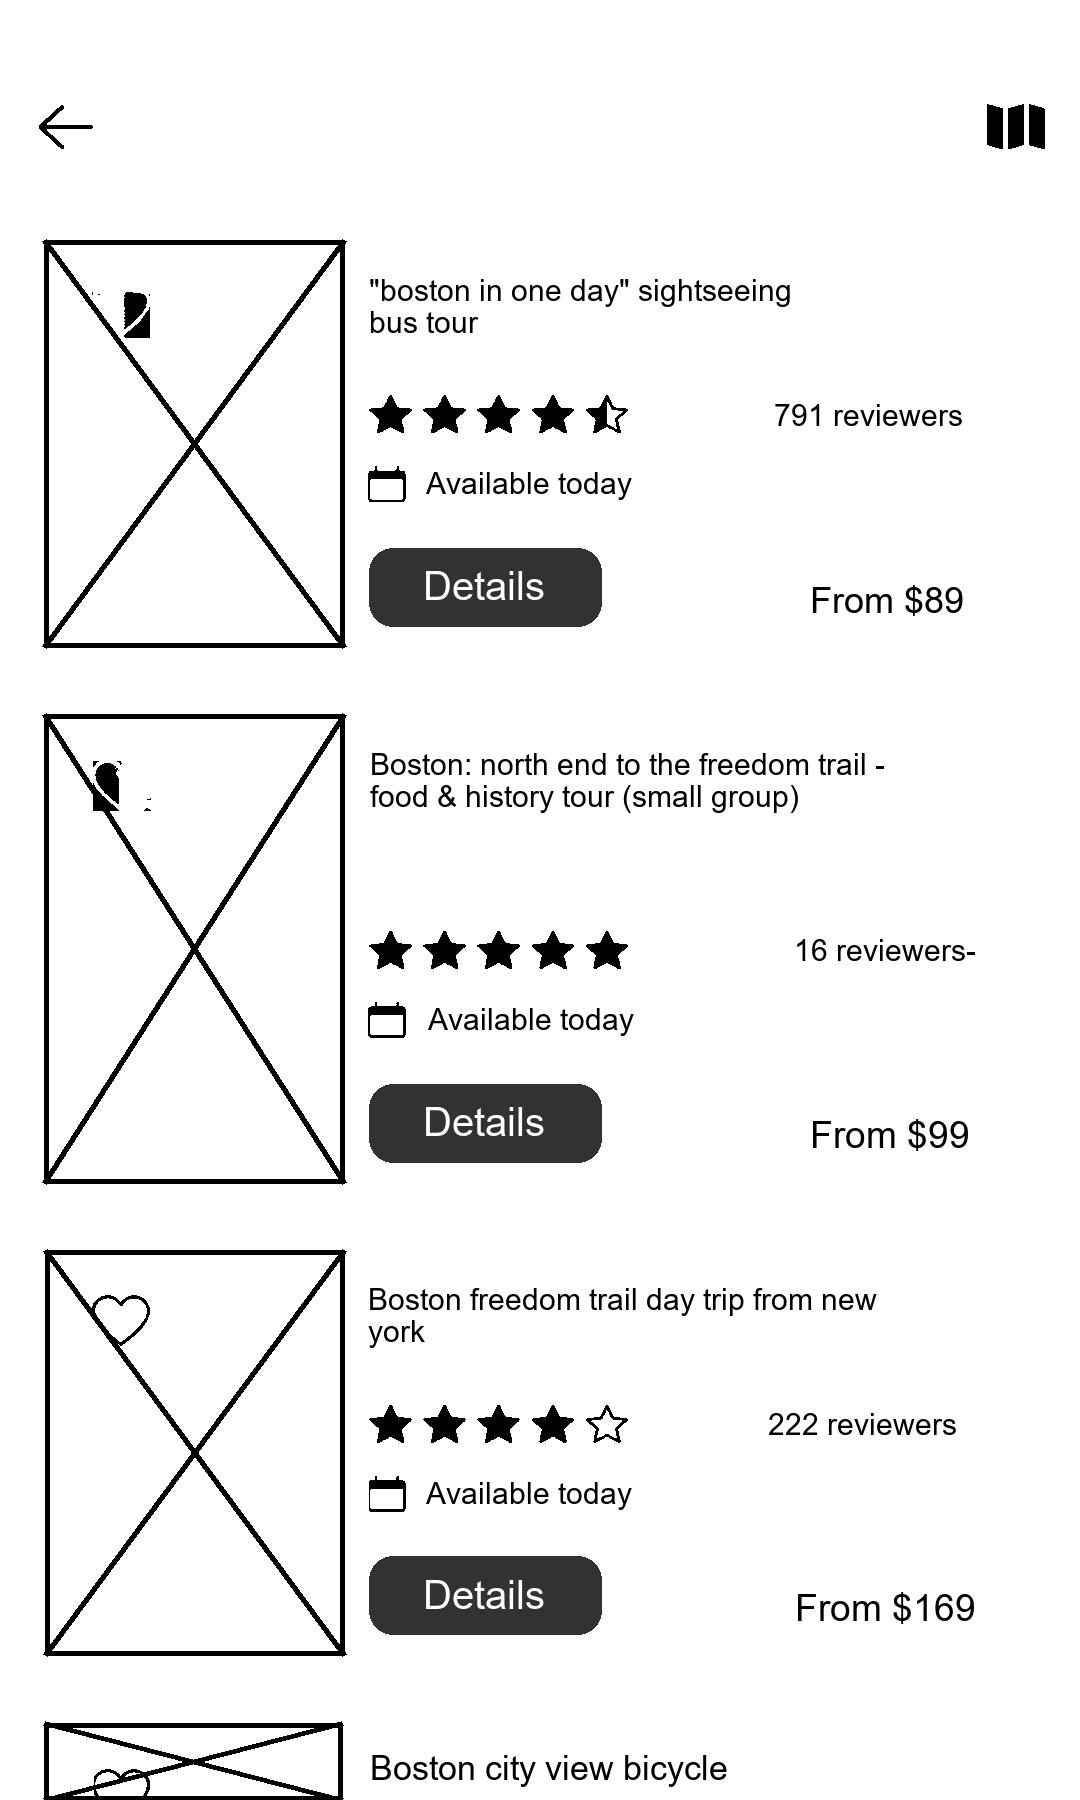 "boston in one day" sightseeing
bus tour
791 reviewers
Available today
Details
From $89
Boston: north end to the freedom trail -
food & history tour (small group)
16 reviewers-
Available today
Details
From $99
Boston freedom trail day trip from new
york
222 reviewers
Available today
Details
From $169
Boston city view bicycle